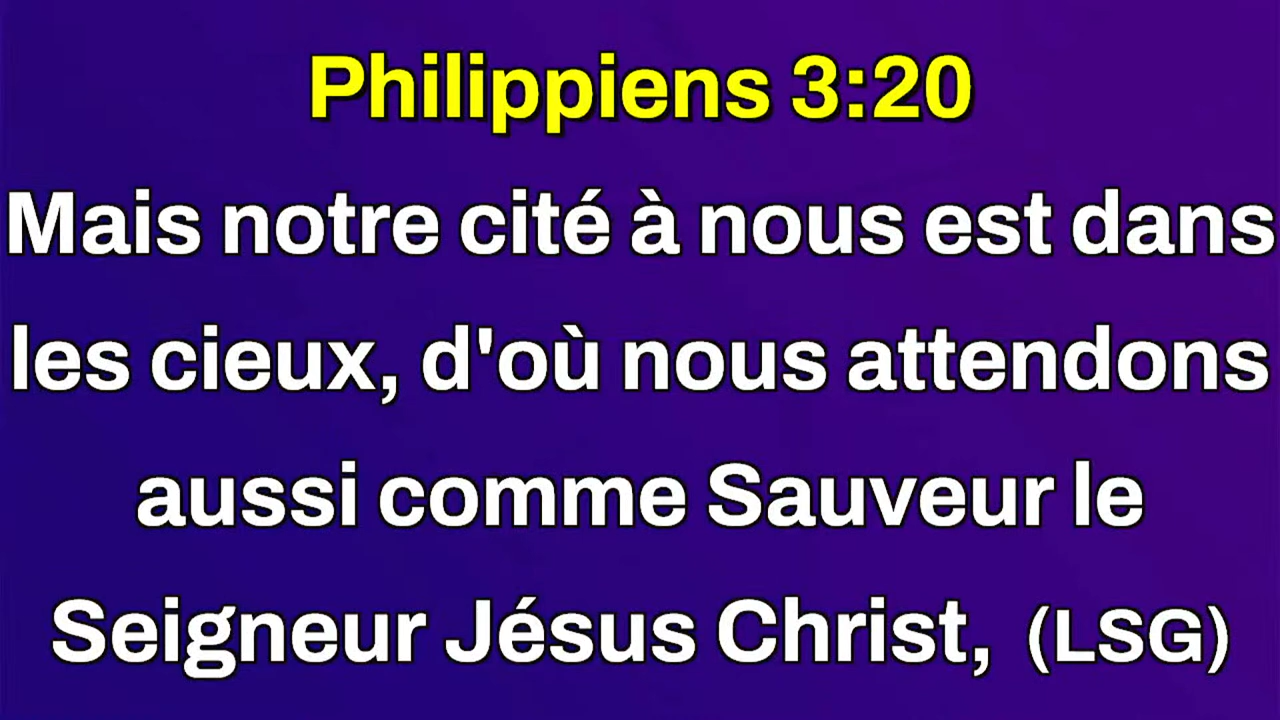 Philippiens 3:20
Mais notre cité à nous est dans
les cieux, d'où nous attendons
aussi comme Sauveur le
Seigneur Jésus Christ, (LSG)